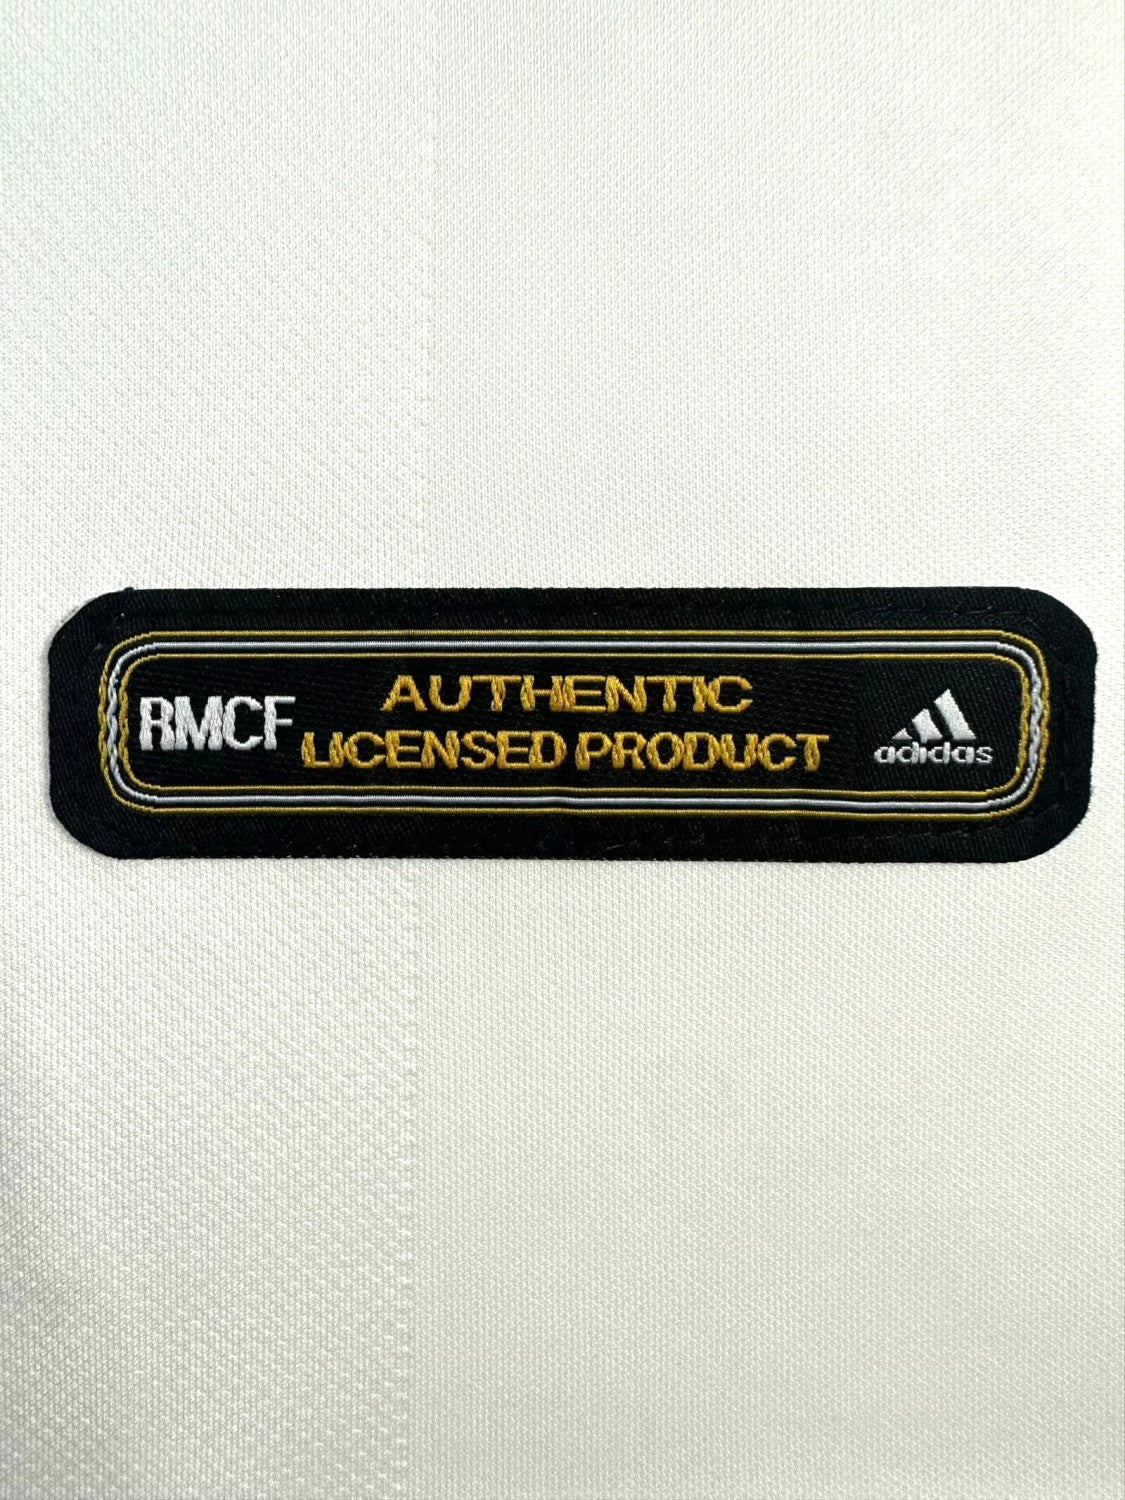 RMCF
AUTHENTIC
LICENSED PRODUCT
adidas